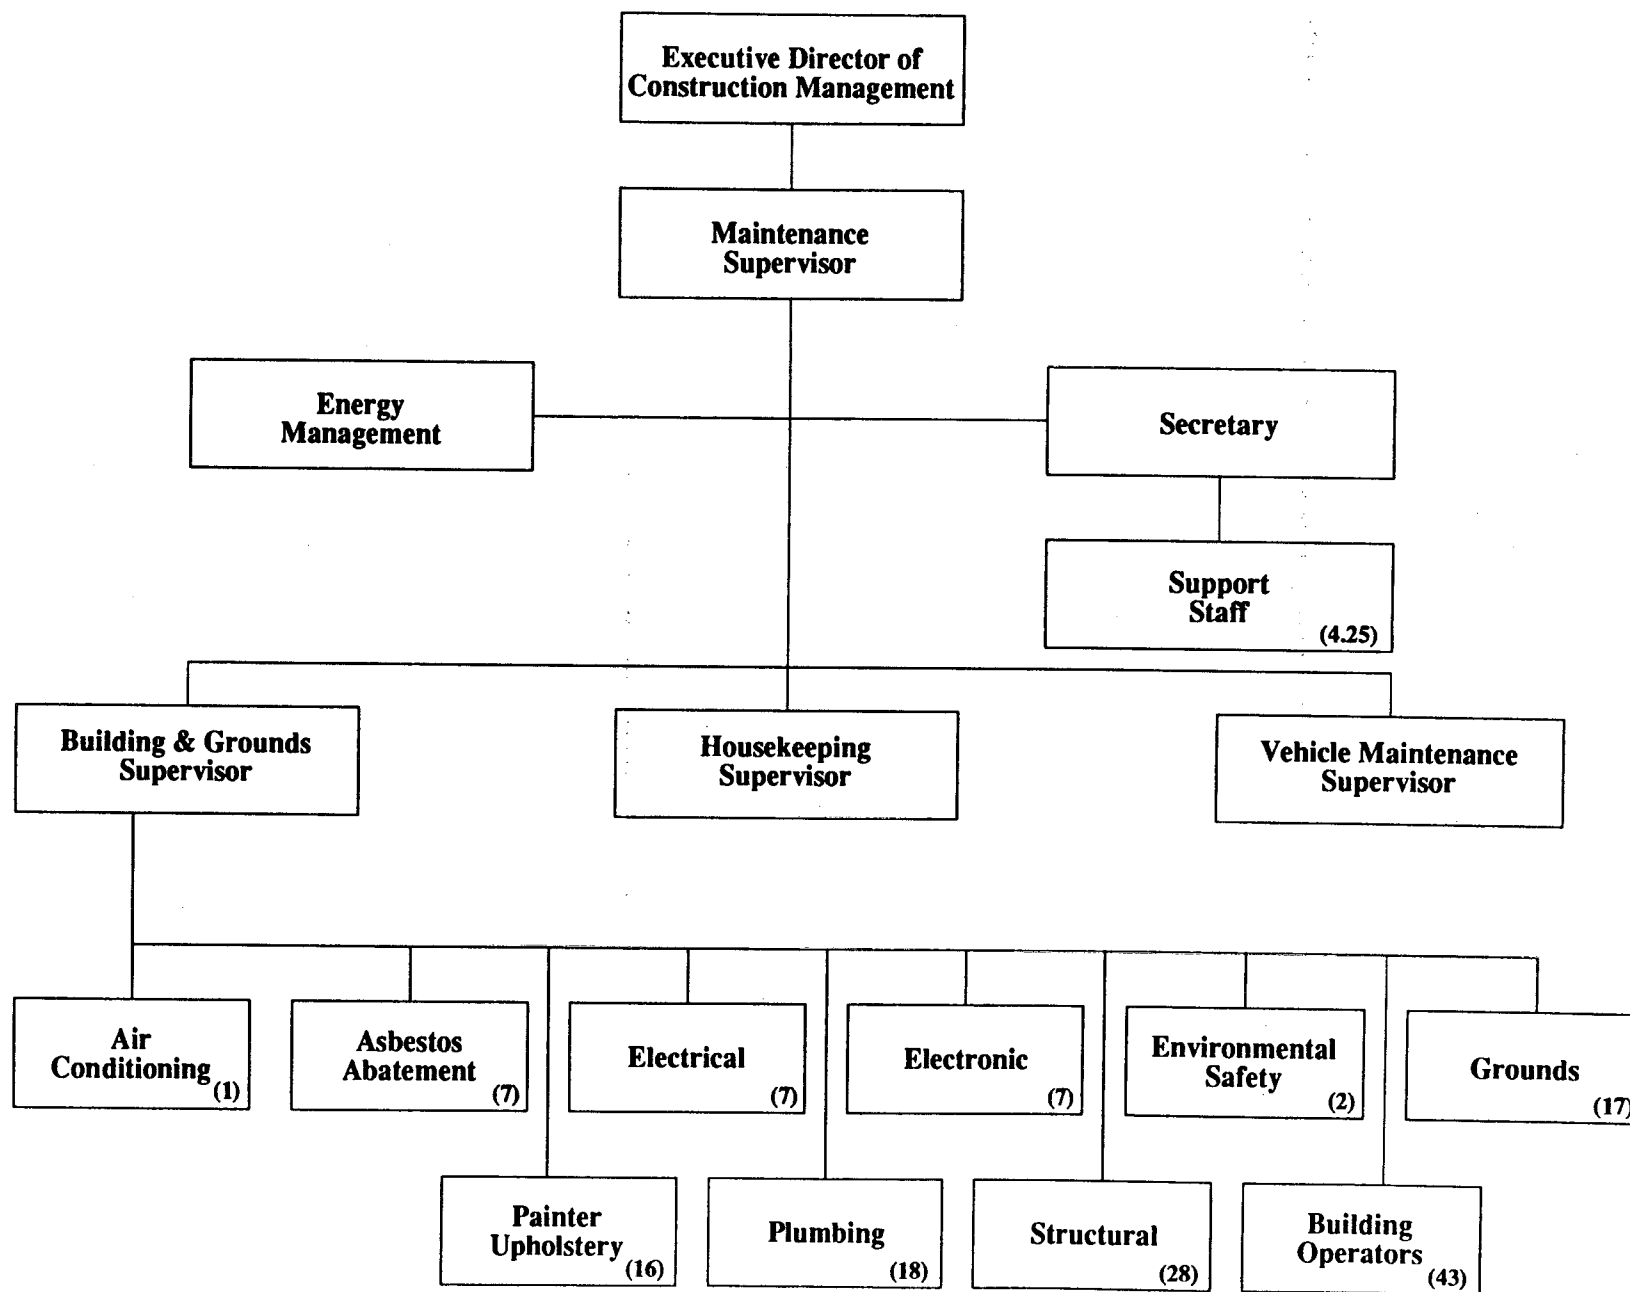 Executive Director of
Construction Management
Maintenance
Supervisor
Energy
Management
Secretary
Support
Staff
(4.25)
Building & Grounds
Supervisor
Housekeeping
Supervisor
Vehicle Maintenance
Supervisor
Air
Conditioning
(1)
Asbestos
Abatement
(7)
Electrical
(7)
Electronic
(7)
Environmental
Safety
(2)
Grounds
(17)
Painter
Upholstery
(16)
Plumbing
(18)
Structural
(28)
Building
Operators
(43)